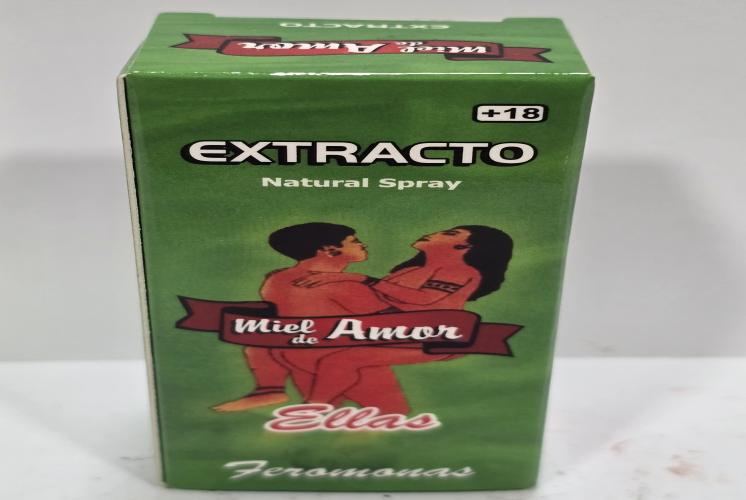 EXTRACTO
Miel de Amor
+18
EXTRACTO
Natural Spray
Miel de Amor
Ellas
Feromonas